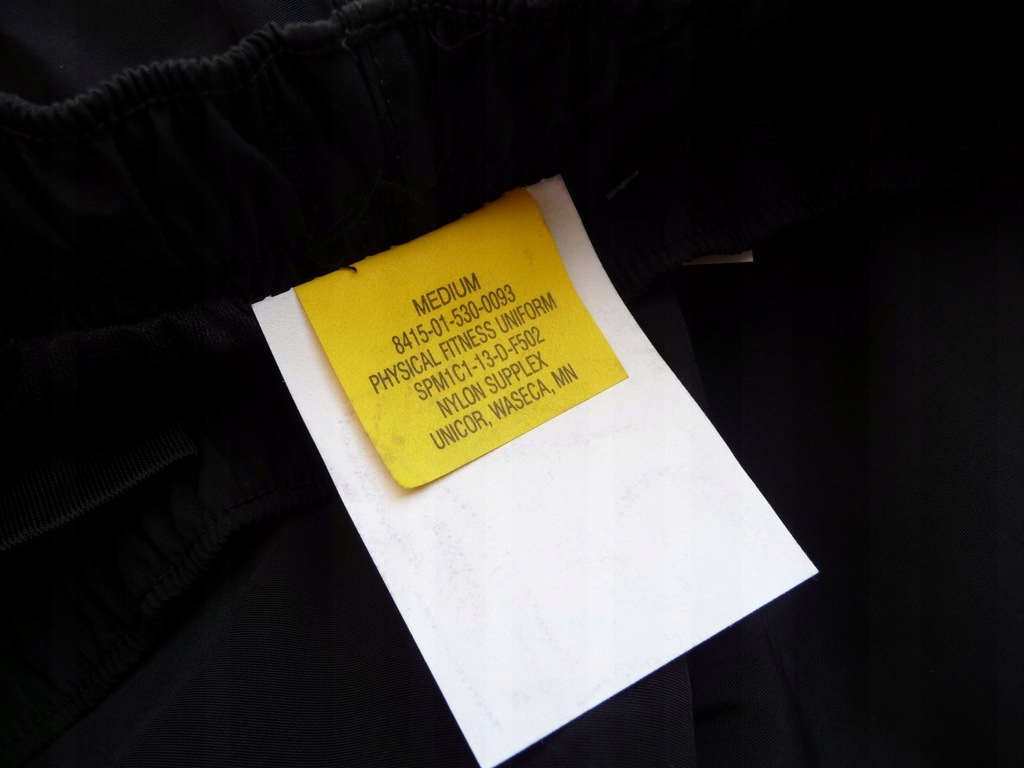 MEDIUM
8415-01-530-0093
PHYSICAL FITNESS UNIFORM
SPM1C1-13-D-F502
NYLON SUPPLEX
UNICOR, WASECA, MN